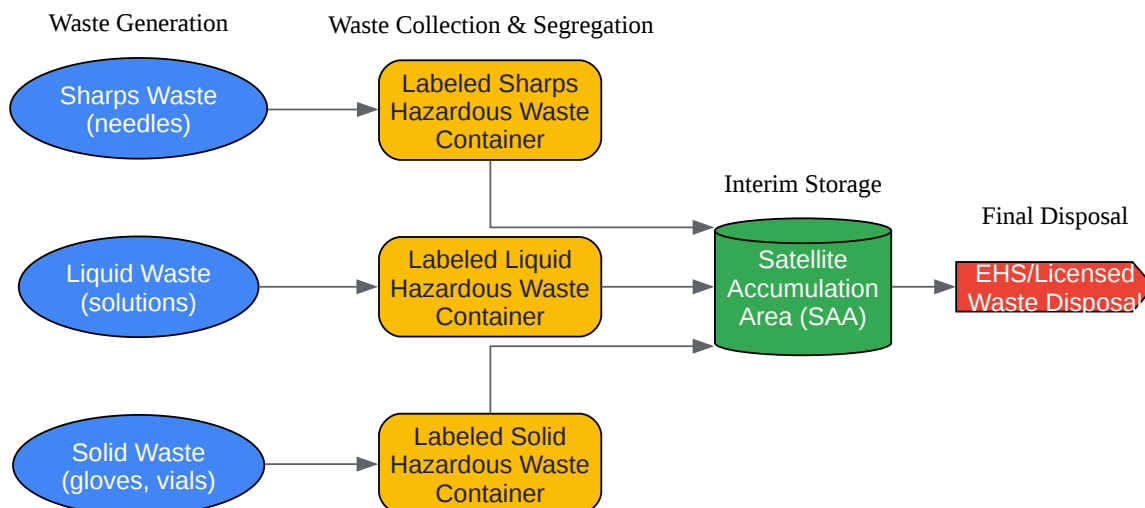 Waste Generation
Waste Collection & Segregation
Sharps Waste
(needles)
Labeled Sharps
Hazardous Waste
Container
Interim Storage
Final Disposal
Liquid Waste
(solutions)
Labeled Liquid
Hazardous Waste
Container
Satellite
Accumulation
Area (SAA)
EHS/Licensed
Waste Disposal
Solid Waste
(gloves, vials)
Labeled Solid
Hazardous Waste
Container